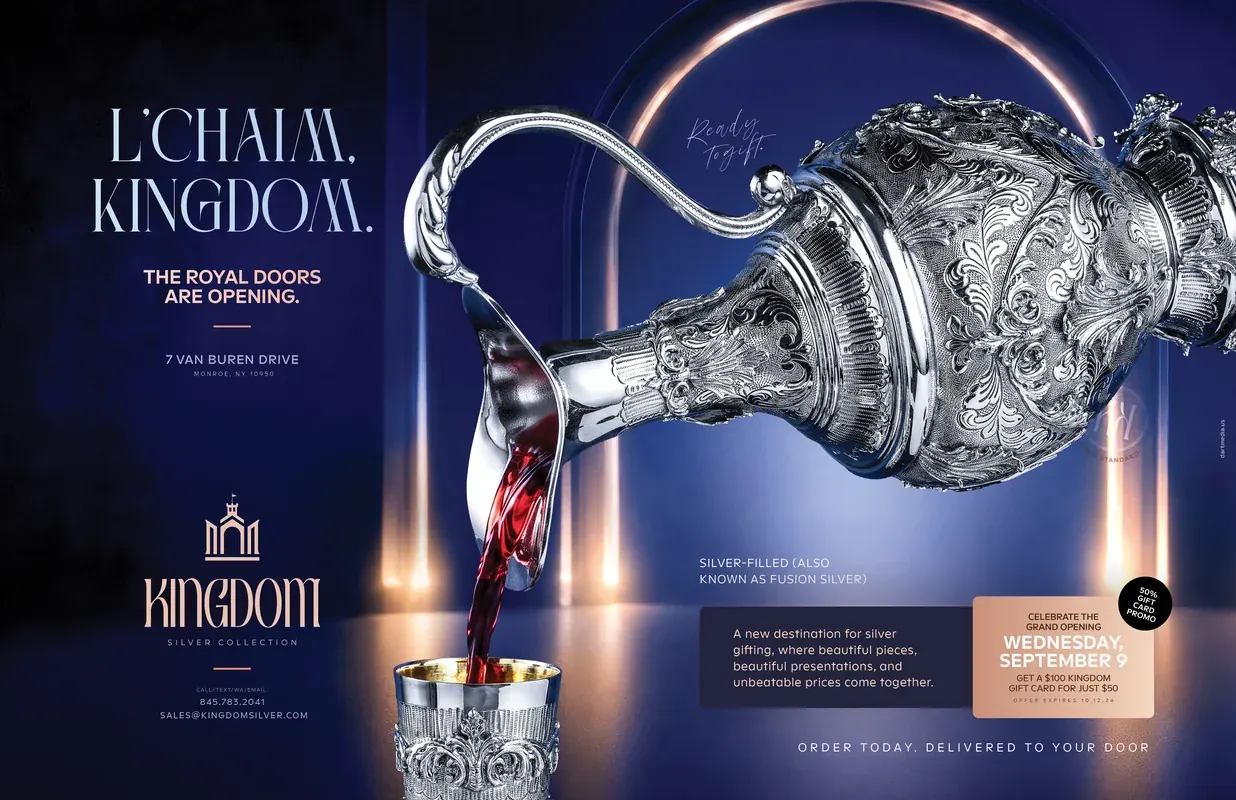 L'CHAIM,
KINGDOM.
THE ROYAL DOORS
ARE OPENING.
7 VAN BUREN DRIVE
MONROE, NY 10950
KINGDOM
SILVER COLLECTION
CALL/TEXT/WA/EMAIL
845.783.2041
SALES@KINGDOMSILVER.COM
Ready
to gift.
SILVER-FILLED (ALSO
KNOWN AS FUSION SILVER)
A new destination for silver
gifting, where beautiful pieces,
beautiful presentations, and
unbeatable prices come together.
50%
GIFT
CARD
PROMO
CELEBRATE THE
GRAND OPENING
WEDNESDAY,
SEPTEMBER 9
GET A $100 KINGDOM
GIFT CARD FOR JUST $50
OFFER EXPIRES 10.12.26
ORDER TODAY. DELIVERED TO YOUR DOOR
STANDARD
dartmedia.us